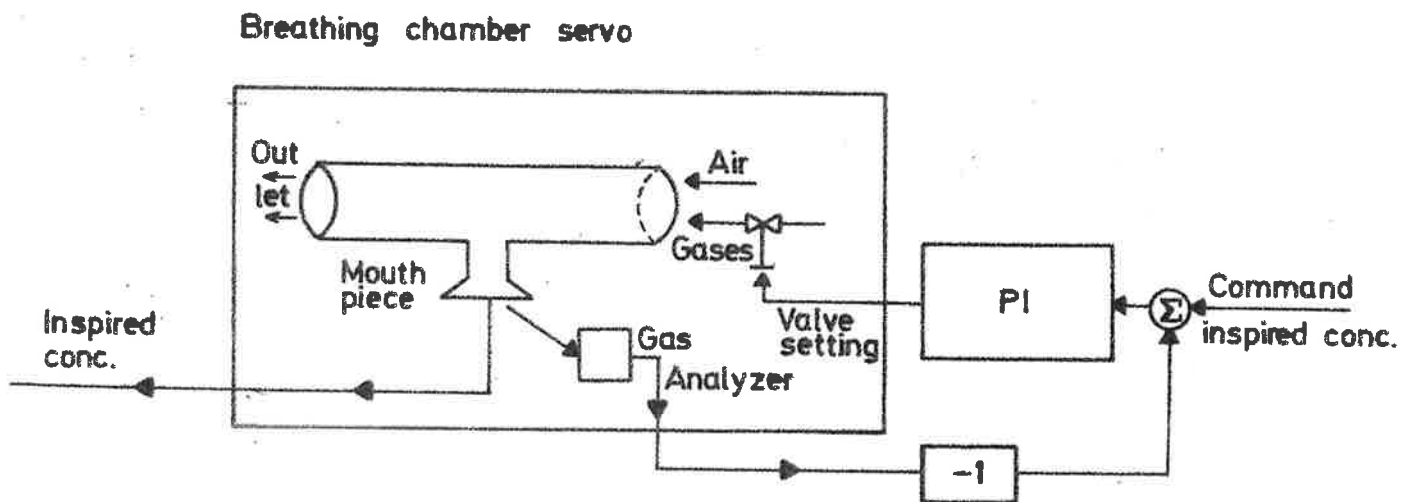 Breathing chamber servo
Out
let
Air
Gases
Mouth
piece
Valve
setting
PI
Σ
Command
inspired conc.
Inspired
conc.
Gas
Analyzer
-1